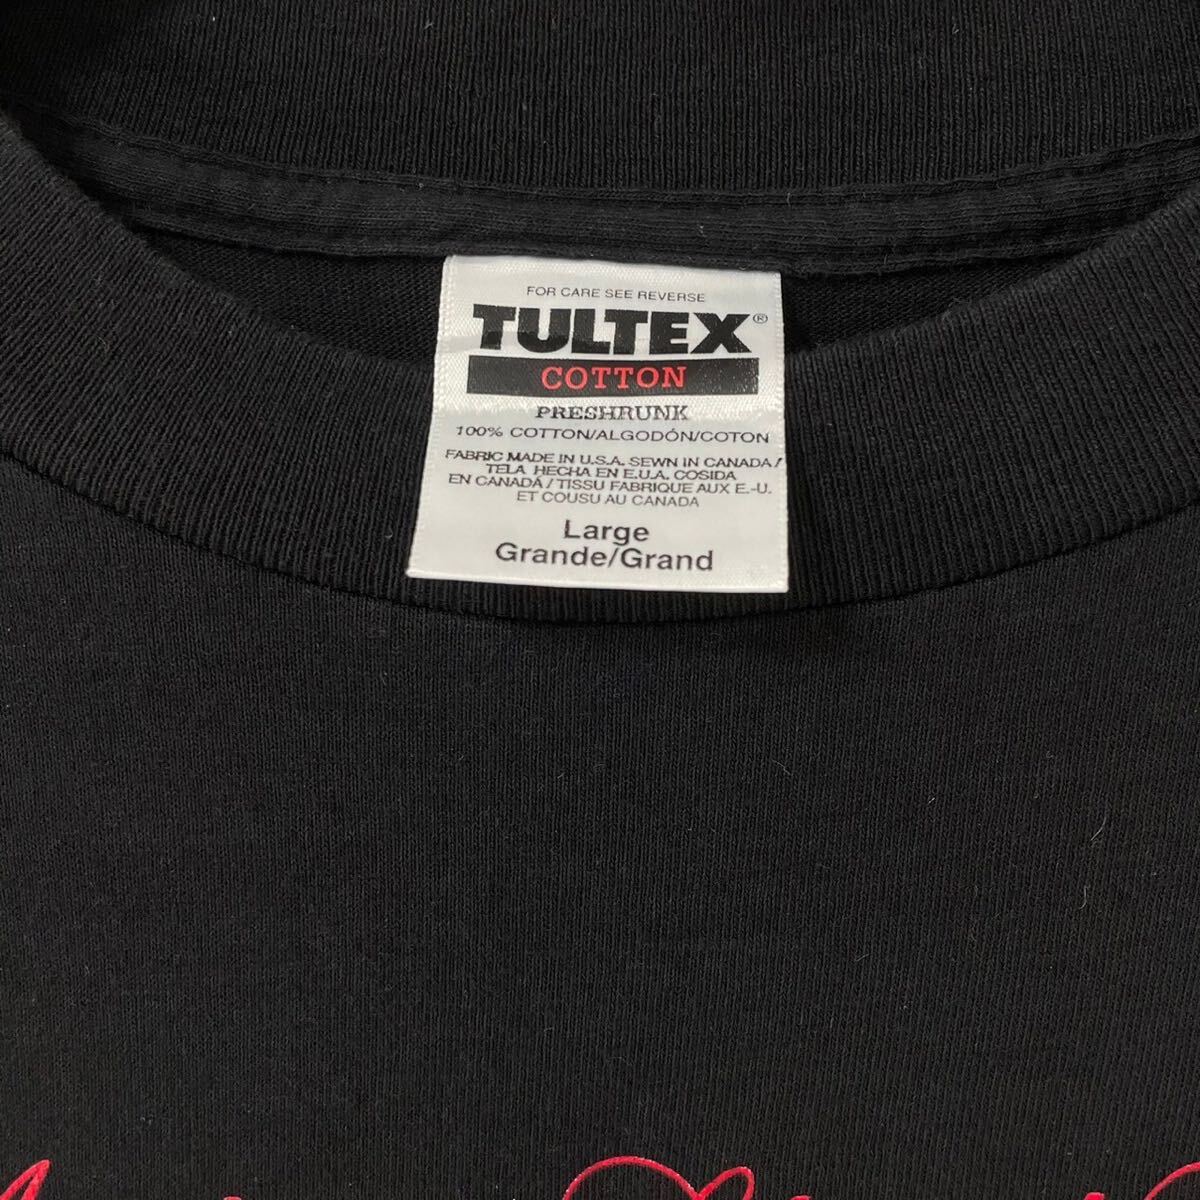 FOR CARE SEE REVERSE
TULTEX®
COTTON
PRESHRUNK
100% COTTON/ALGODÓN/COTON
FABRIC MADE IN U.S.A. SEWN IN CANADA/
TELA HECHA EN E.U.A. COSIDA
EN CANADÁ / TISSU FABRIQUE AUX E.-U.
ET COUSU AU CANADA
Large
Grande/Grand